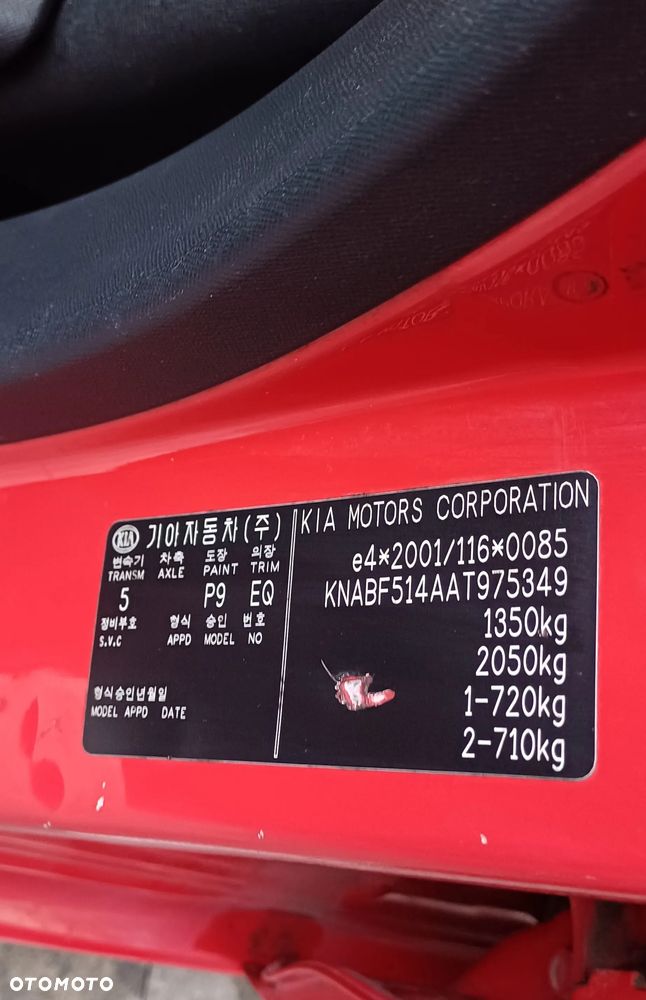 KIA 기아자동차(주)
변속기 차축 도장 의장
TRANSM AXLE PAINT TRIM
5 P9 EQ
정비부호 형식 승인 번호
S.V.C APPD MODEL NO
형식승인년월일
MODEL APPD DATE
KIA MOTORS CORPORATION
e4*2001/116*0085
KNABF514AAT975349
1350kg
2050kg
1-720kg
2-710kg
OTOMOTO